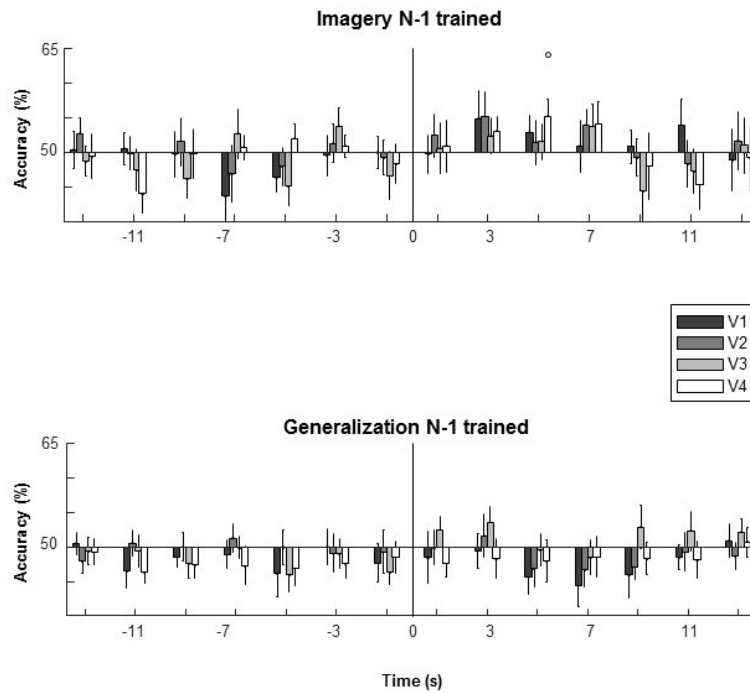 Imagery N-1 trained
65
50
Accuracy (%)
-11 -7 -3 0 3 7 11
V1
V2
V3
V4
Generalization N-1 trained
65
50
Accuracy (%)
-11 -7 -3 0 3 7 11
Time (s)